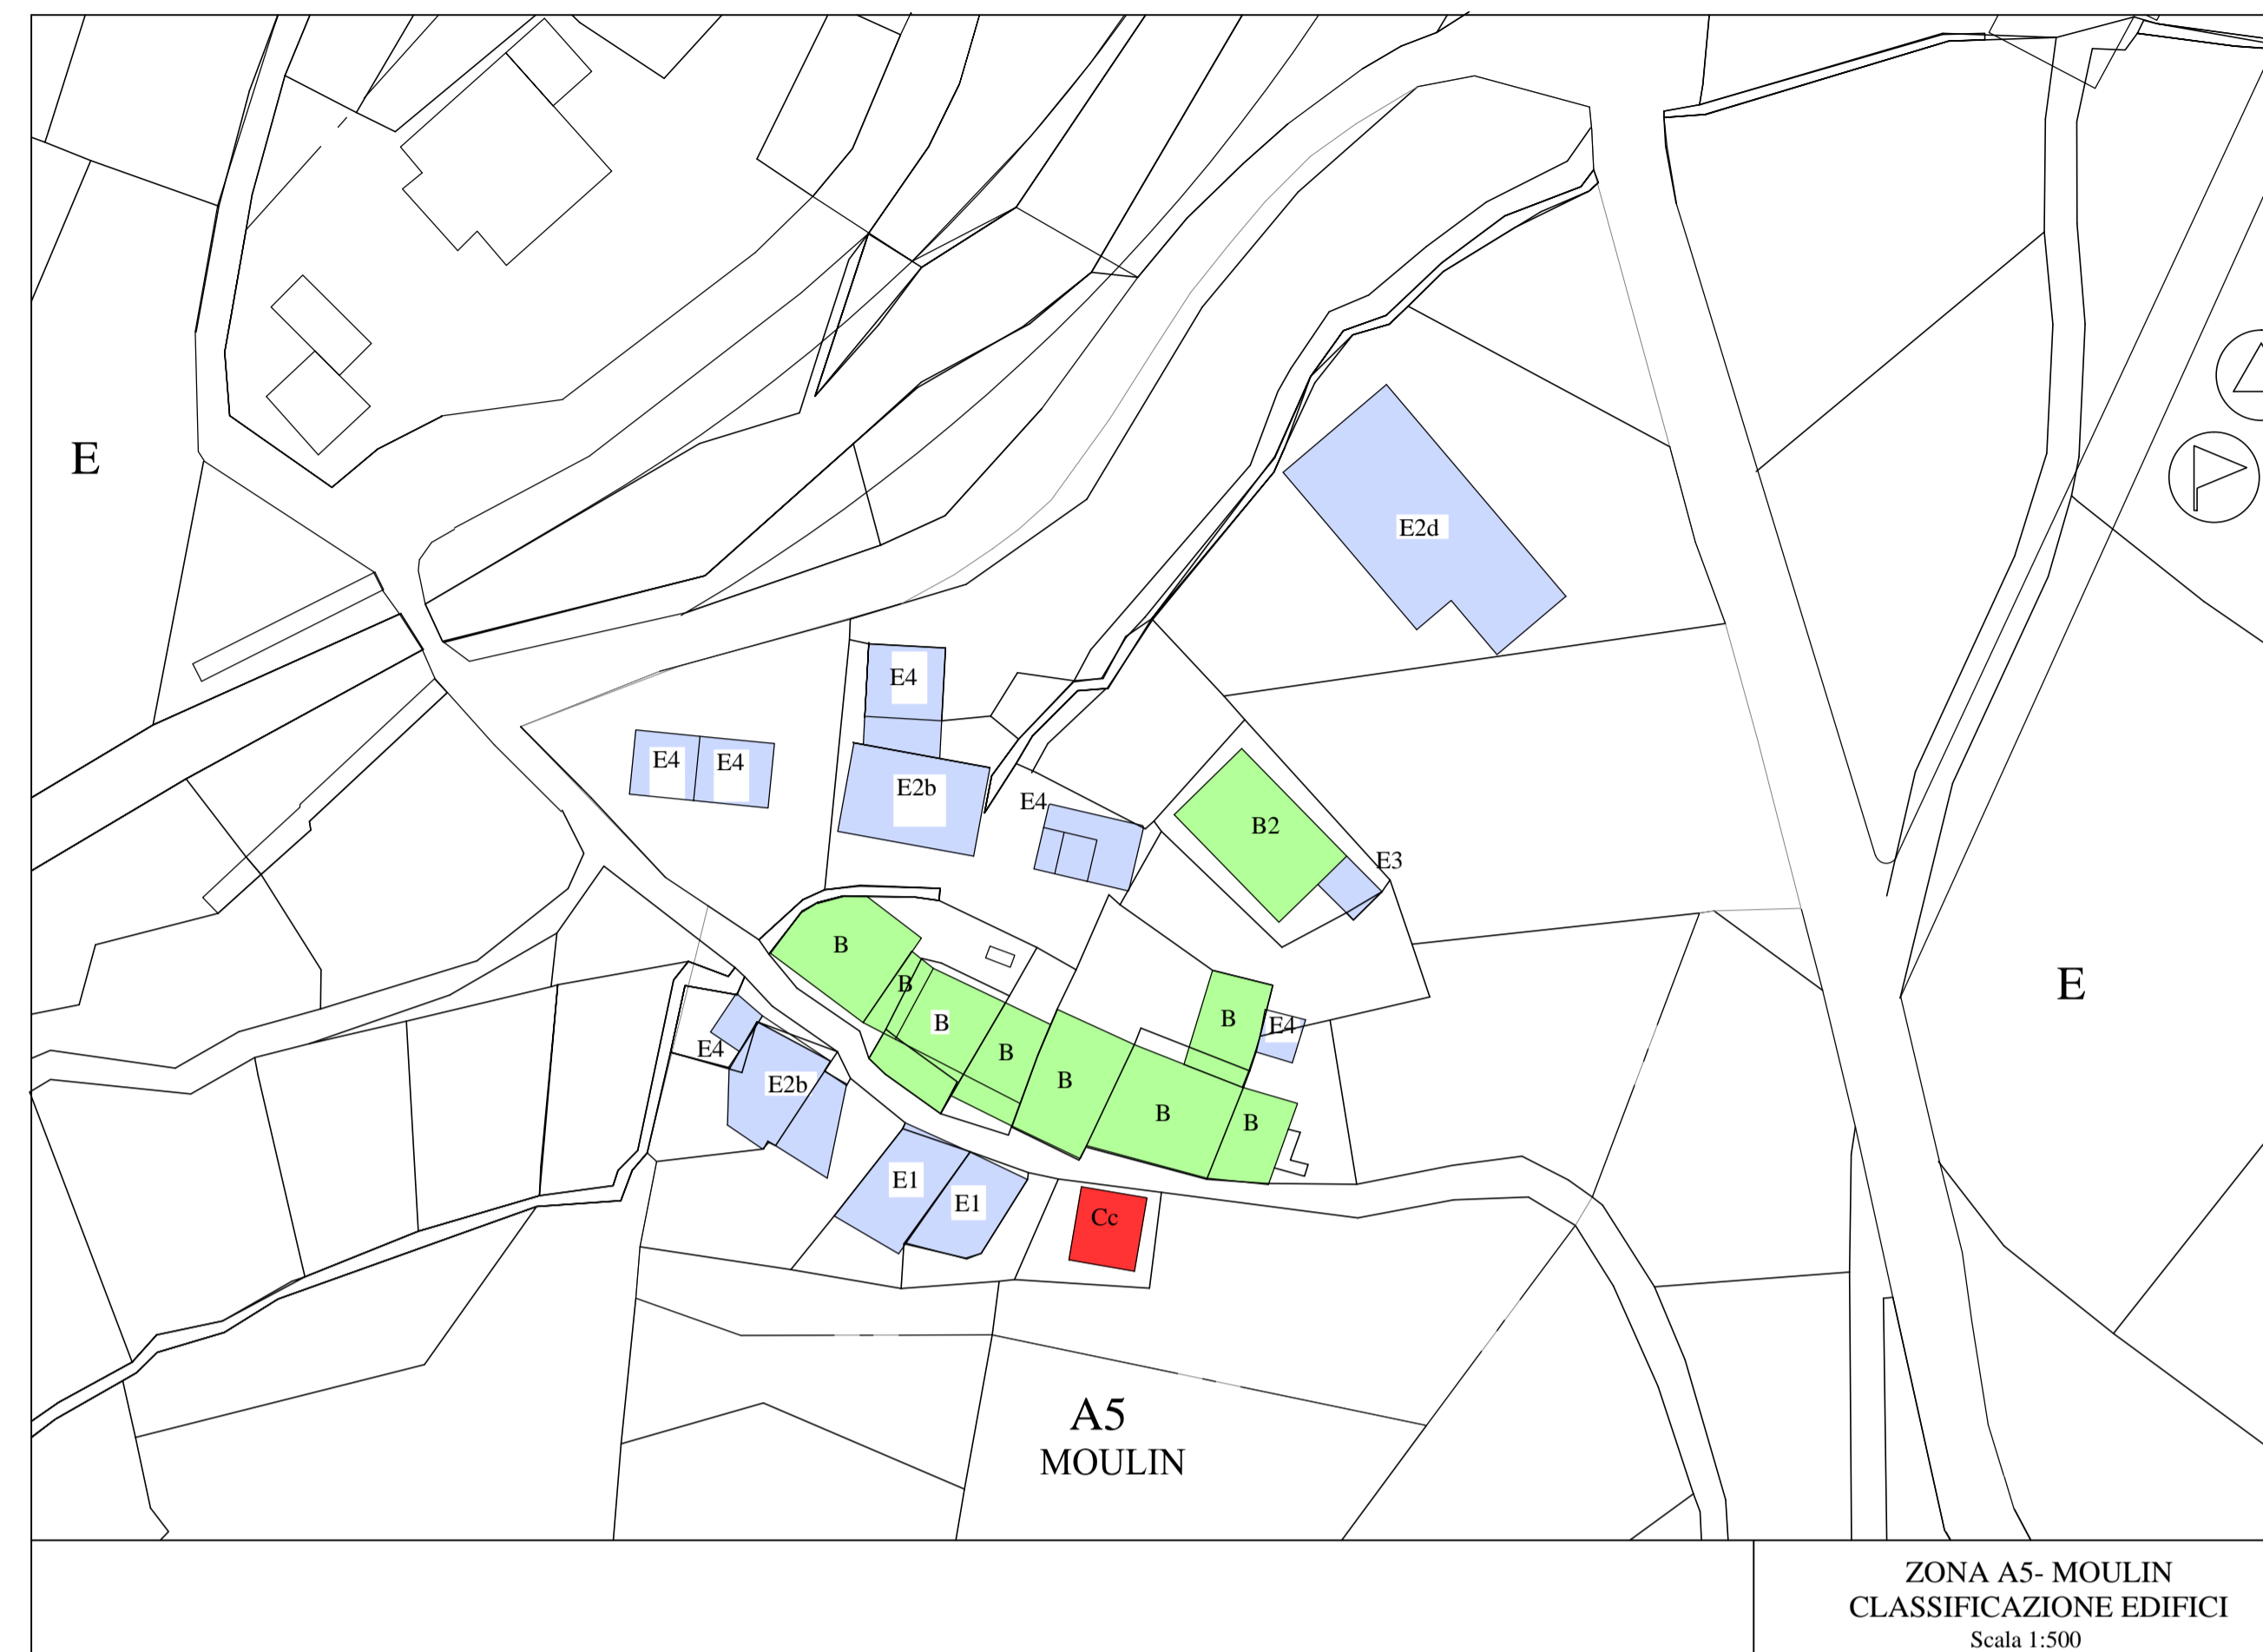 E
E2d
E4
E4
E4
E2b
E4
B2
E3
B
B
B
B
B
B
B
B
E4
E4
E2b
E1
E1
Cc
E
A5
MOULIN
ZONA A5- MOULIN
CLASSIFICAZIONE EDIFICI
Scala 1:500